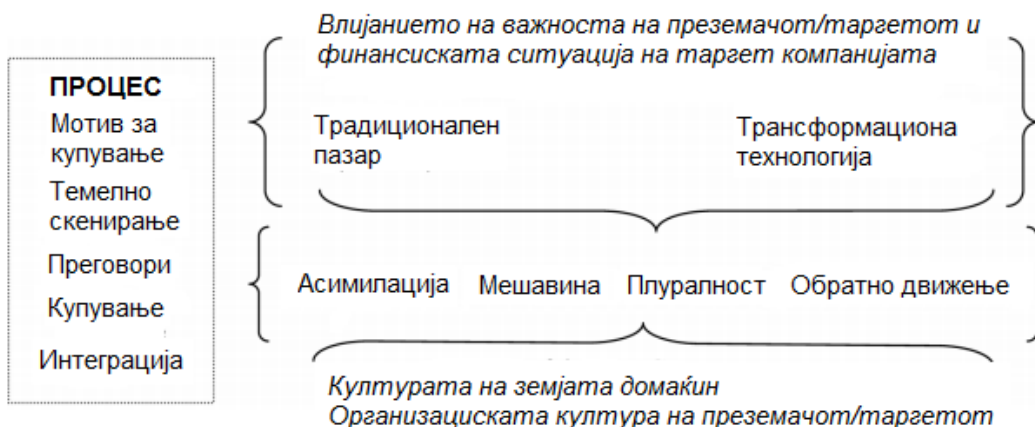 Влијанието на важноста на преземачот/таргетот и
финансиската ситуација на таргет компанијата
ПРОЦЕС
Мотив за
купување
Темелно
скенирање
Преговори
Купување
Интеграција
Традиционален
пазар
Трансформациона
технологија
Асимилација Мешавина Плуралност Обратно движење
Културата на земјата домаќин
Организациската култура на преземачот/таргетот